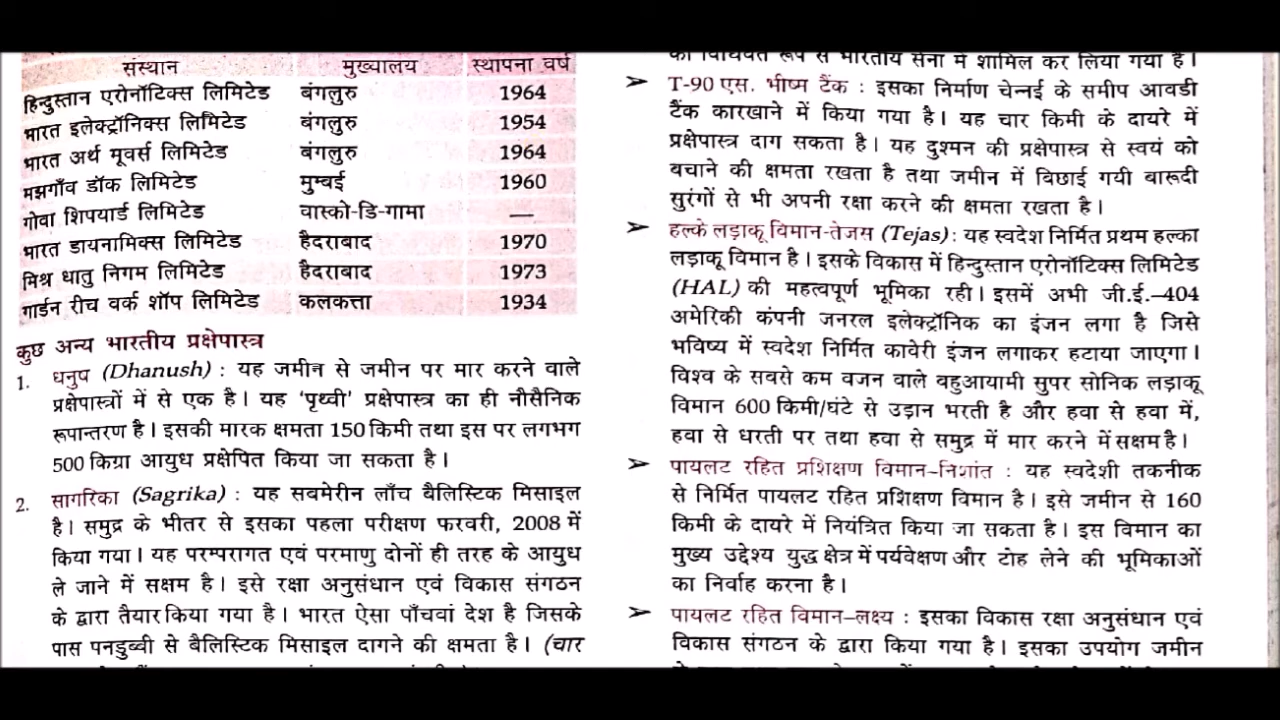 संस्थान मुख्यालय स्थापना वर्ष
हिन्दुस्तान एरोनॉटिक्स लिमिटेड बंगलुरु 1964
भारत इलेक्ट्रॉनिक्स लिमिटेड बंगलुरु 1954
भारत अर्थ मूवर्स लिमिटेड बंगलुरु 1964
मझगाँव डॉक लिमिटेड मुम्बई 1960
गोवा शिपयार्ड लिमिटेड वास्को-डि-गामा —
भारत डायनामिक्स लिमिटेड हैदराबाद 1970
मिश्र धातु निगम लिमिटेड हैदराबाद 1973
गार्डन रीच वर्क शॉप लिमिटेड कलकत्ता 1934
कुछ अन्य भारतीय प्रक्षेपास्त्र
1. धनुष (Dhanush) : यह जमीन से जमीन पर मार करने वाले
प्रक्षेपास्त्रों में से एक है। यह ‘पृथ्वी’ प्रक्षेपास्त्र का ही नौसैनिक
रूपान्तरण है। इसकी मारक क्षमता 150 किमी तथा इस पर लगभग
500 किग्रा आयुध प्रक्षेपित किया जा सकता है।
2. सागरिका (Sagrika) : यह सबमेरीन लाँच बैलिस्टिक मिसाइल
है। समुद्र के भीतर से इसका पहला परीक्षण फरवरी, 2008 में
किया गया। यह परम्परागत एवं परमाणु दोनों ही तरह के आयुध
ले जाने में सक्षम है। इसे रक्षा अनुसंधान एवं विकास संगठन
के द्वारा तैयार किया गया है। भारत ऐसा पाँचवां देश है जिसके
पास पनडुब्बी से बैलिस्टिक मिसाइल दागने की क्षमता है। (चार
को विधिवत रूप से भारतीय सेना में शामिल कर लिया गया है।
➢ T-90 एस. भीष्म टैंक : इसका निर्माण चेन्नई के समीप आवडी
टैंक कारखाने में किया गया है। यह चार किमी के दायरे में
प्रक्षेपास्त्र दाग सकता है। यह दुश्मन की प्रक्षेपास्त्र से स्वयं को
बचाने की क्षमता रखता है तथा जमीन में बिछाई गयी बारूदी
सुरंगों से भी अपनी रक्षा करने की क्षमता रखता है।
➢ हल्के लड़ाकू विमान-तेजस (Tejas) : यह स्वदेश निर्मित प्रथम हल्का
लड़ाकू विमान है। इसके विकास में हिन्दुस्तान एरोनॉटिक्स लिमिटेड
(HAL) की महत्वपूर्ण भूमिका रही। इसमें अभी जी.ई.–404
अमेरिकी कंपनी जनरल इलेक्ट्रॉनिक का इंजन लगा है जिसे
भविष्य में स्वदेश निर्मित कावेरी इंजन लगाकर हटाया जाएगा।
विश्व के सबसे कम वजन वाले बहुआयामी सुपर सोनिक लड़ाकू
विमान 600 किमी/घंटे से उड़ान भरती है और हवा से हवा में,
हवा से धरती पर तथा हवा से समुद्र में मार करने में सक्षम है।
➢ पायलट रहित प्रशिक्षण विमान–निशांत : यह स्वदेशी तकनीक
से निर्मित पायलट रहित प्रशिक्षण विमान है। इसे जमीन से 160
किमी के दायरे में नियंत्रित किया जा सकता है। इस विमान का
मुख्य उद्देश्य युद्ध क्षेत्र में पर्यवेक्षण और टोह लेने की भूमिकाओं
का निर्वाह करना है।
➢ पायलट रहित विमान–लक्ष्य : इसका विकास रक्षा अनुसंधान एवं
विकास संगठन के द्वारा किया गया है। इसका उपयोग जमीन